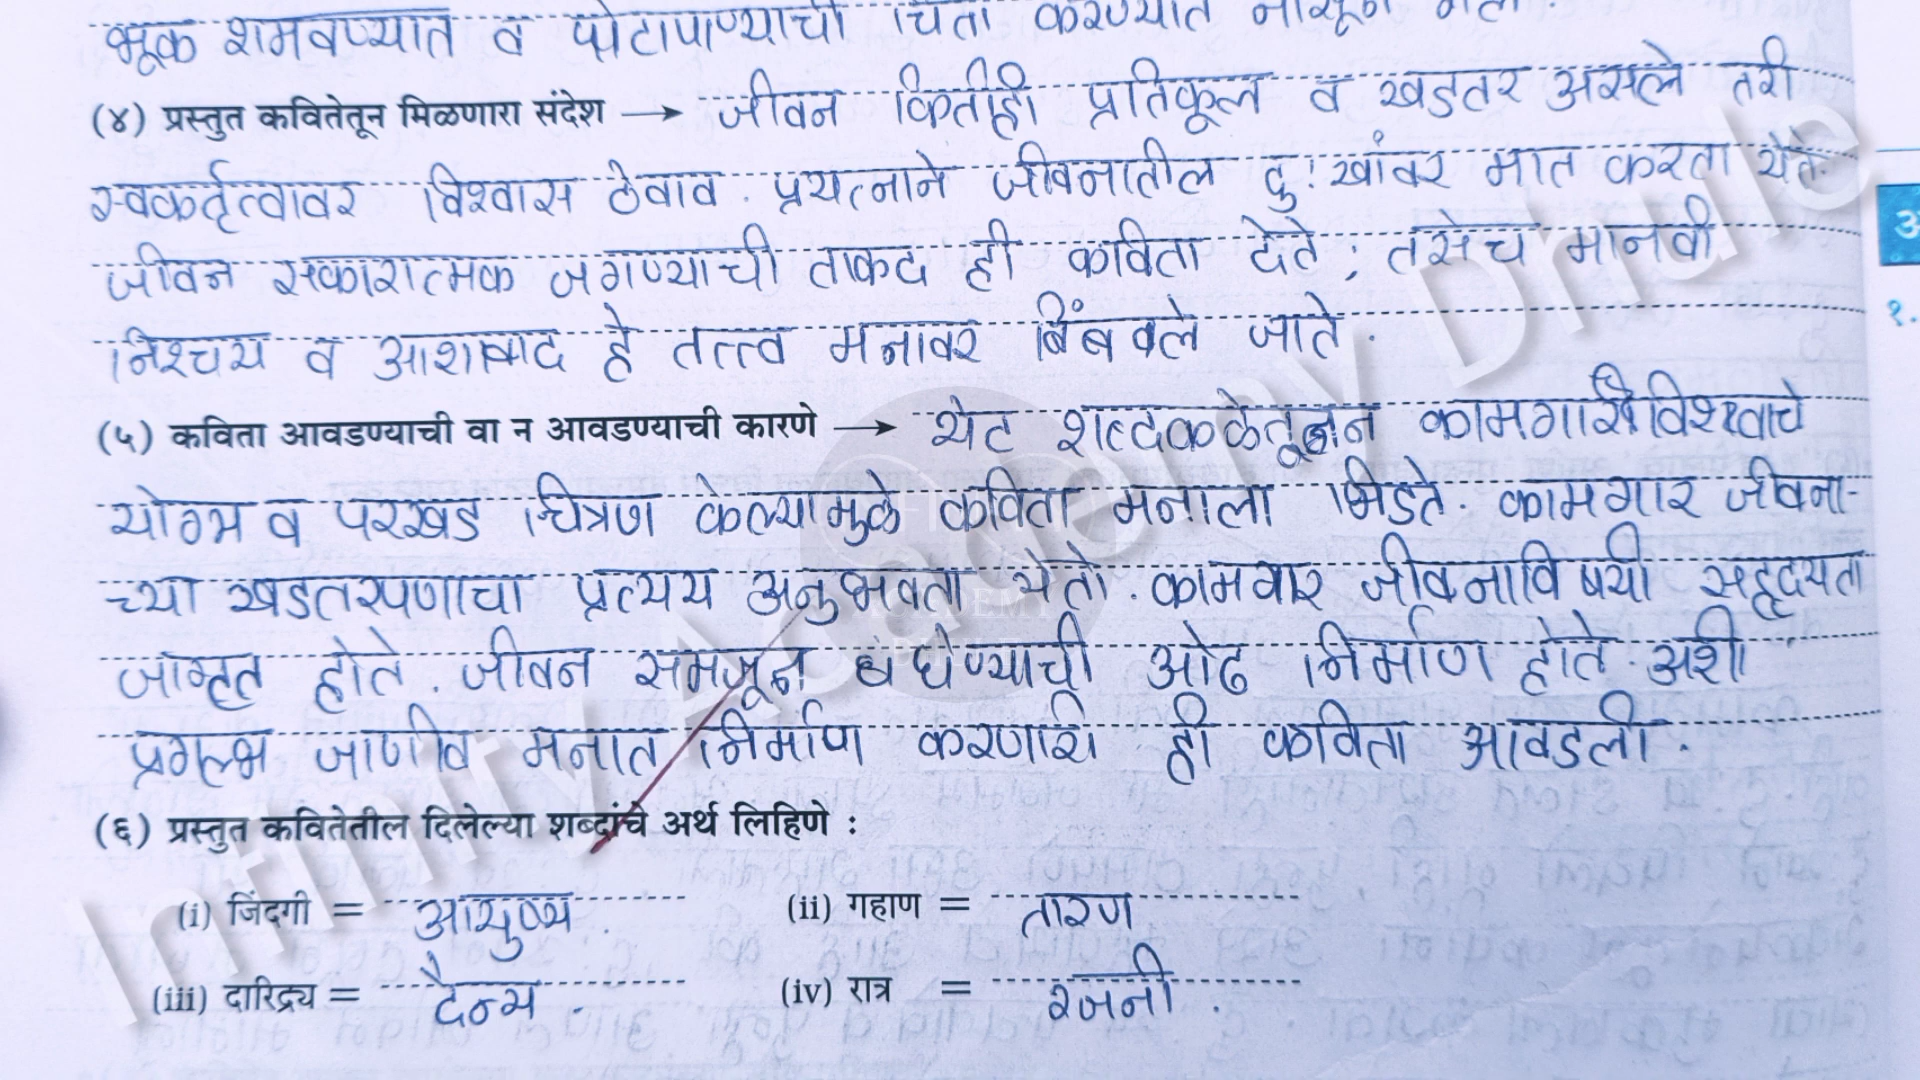 भूक शमवण्यात व पोटापाण्याची चिंता करण्यात
(४) प्रस्तुत कवितेतून मिळणारा संदेश → जीवन कितीही प्रतिकूल व खडतर असले तरी
स्वकर्तृत्वावर विश्वास ठेवाव. प्रयत्नाने जीवनातील दु:खांवर मात करता येते.
जीवन सकारात्मक जगण्याची ताकद ही कविता देते; तसेच मानवी
निश्चय व आशावाद हे तत्त्व मनावर बिंबवले जाते.
(५) कविता आवडण्याची वा न आवडण्याची कारणे → थेट शब्दकळेतून कामगार विश्वाचे
योग्य व परखड चित्रण केल्यामुळे कविता मनाला भिडते. कामगार जीवना-
च्या खडतरपणाचा प्रत्यय अनुभवता येतो. कामगार जीवनाविषयी सहृदयता
जागृत होते. जीवन समजून घेण्याची ओढ निर्माण होते. अशी
प्रगल्भ जाणीव मनात निर्माण करणारी ही कविता आवडली.
(६) प्रस्तुत कवितेतील दिलेल्या शब्दांचे अर्थ लिहिणे :
(i) जिंदगी = आयुष्य. (ii) गहाण = तारण
(iii) दारिद्र्य = दैन्य. (iv) रात्र = रजनी.
Infinity Academy Dhule
१.